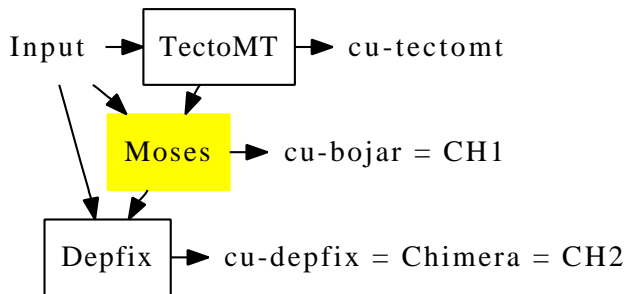 Input TectoMT cu-tectomt
Moses cu-bojar = CH1
Depfix cu-depfix = Chimera = CH2